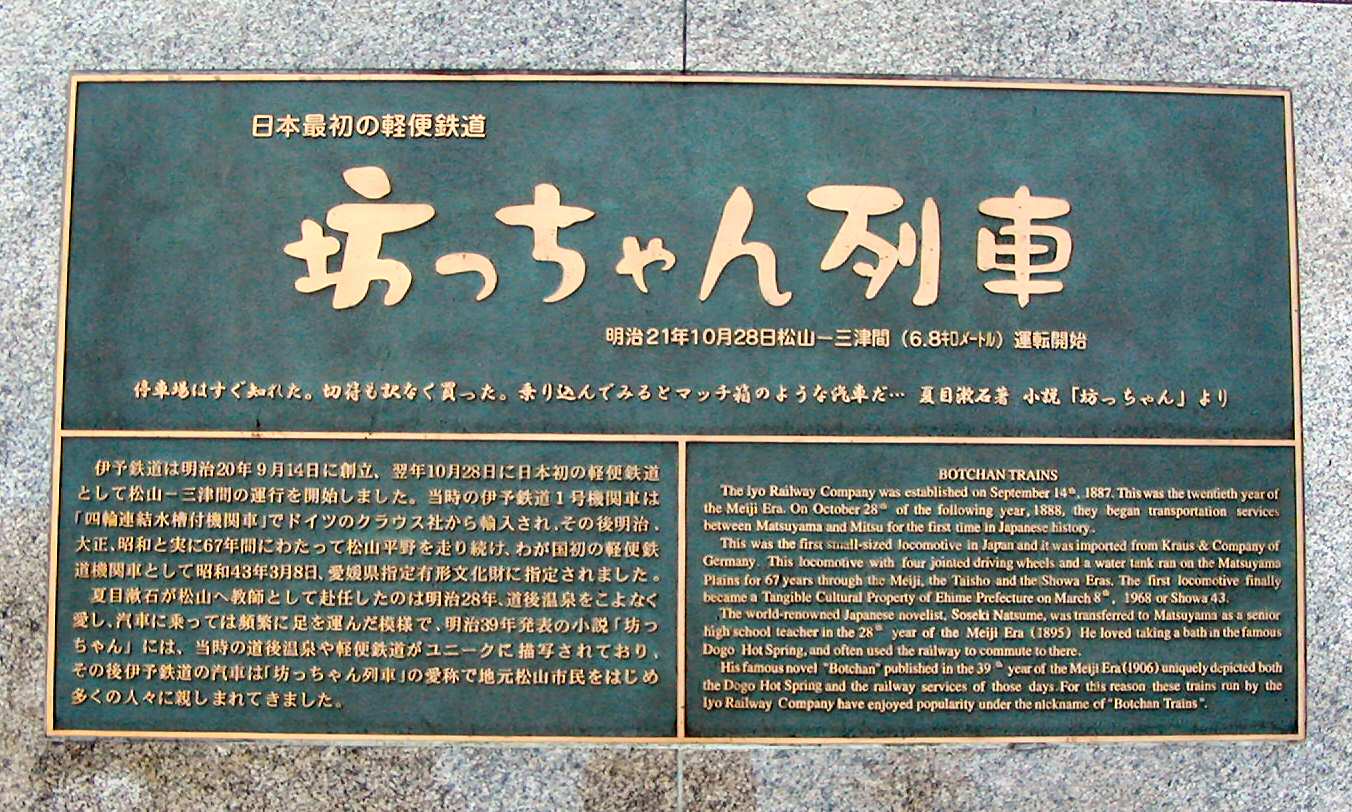 日本最初の軽便鉄道
坊っちゃん列車
明治21年10月28日松山－三津間（6.8ｷﾛﾒｰﾄﾙ）運転開始
停車場はすぐ知れた。切符も訳なく買った。乗り込んでみるとマッチ箱のような汽車だ… 夏目漱石著 小説「坊っちゃん」より
伊予鉄道は明治20年9月14日に創立、翌年10月28日に日本初の軽便鉄道
として松山－三津間の運行を開始しました。当時の伊予鉄道1号機関車は
「四輪連結水槽付機関車」でドイツのクラウス社から輸入され、その後明治、
大正、昭和と実に67年間にわたって松山平野を走り続け、わが国初の軽便鉄
道機関車として昭和43年3月8日、愛媛県指定有形文化財に指定されました。
夏目漱石が松山へ教師として赴任したのは明治28年、道後温泉をこよなく
愛し、汽車に乗っては頻繁に足を運んだ模様で、明治39年発表の小説「坊っ
ちゃん」には、当時の道後温泉や軽便鉄道がユニークに描写されており、
その後伊予鉄道の汽車は「坊っちゃん列車」の愛称で地元松山市民をはじめ
多くの人々に親しまれてきました。
BOTCHAN TRAINS
The Iyo Railway Company was established on September 14th, 1887. This was the twentieth year of
the Meiji Era. On October 28th of the following year, 1888, they began transportation services
between Matsuyama and Mitsu for the first time in Japanese history.
This was the first small-sized locomotive in Japan and it was imported from Kraus & Company of
Germany. This locomotive with four jointed driving wheels and a water tank ran on the Matsuyama
Plains for 67 years through the Meiji, the Taisho and the Showa Eras. The first locomotive finally
became a Tangible Cultural Property of Ehime Prefecture on March 8th, 1968 or Showa 43.
The world-renowned Japanese novelist, Soseki Natsume, was transferred to Matsuyama as a senior
high school teacher in the 28th year of the Meiji Era (1895) He loved taking a bath in the famous
Dogo Hot Spring, and often used the railway to commute to there.
His famous novel "Botchan" published in the 39th year of the Meiji Era (1906) uniquely depicted both
the Dogo Hot Spring and the railway services of those days. For this reason these trains run by the
Iyo Railway Company have enjoyed popularity under the nickname of "Botchan Trains".